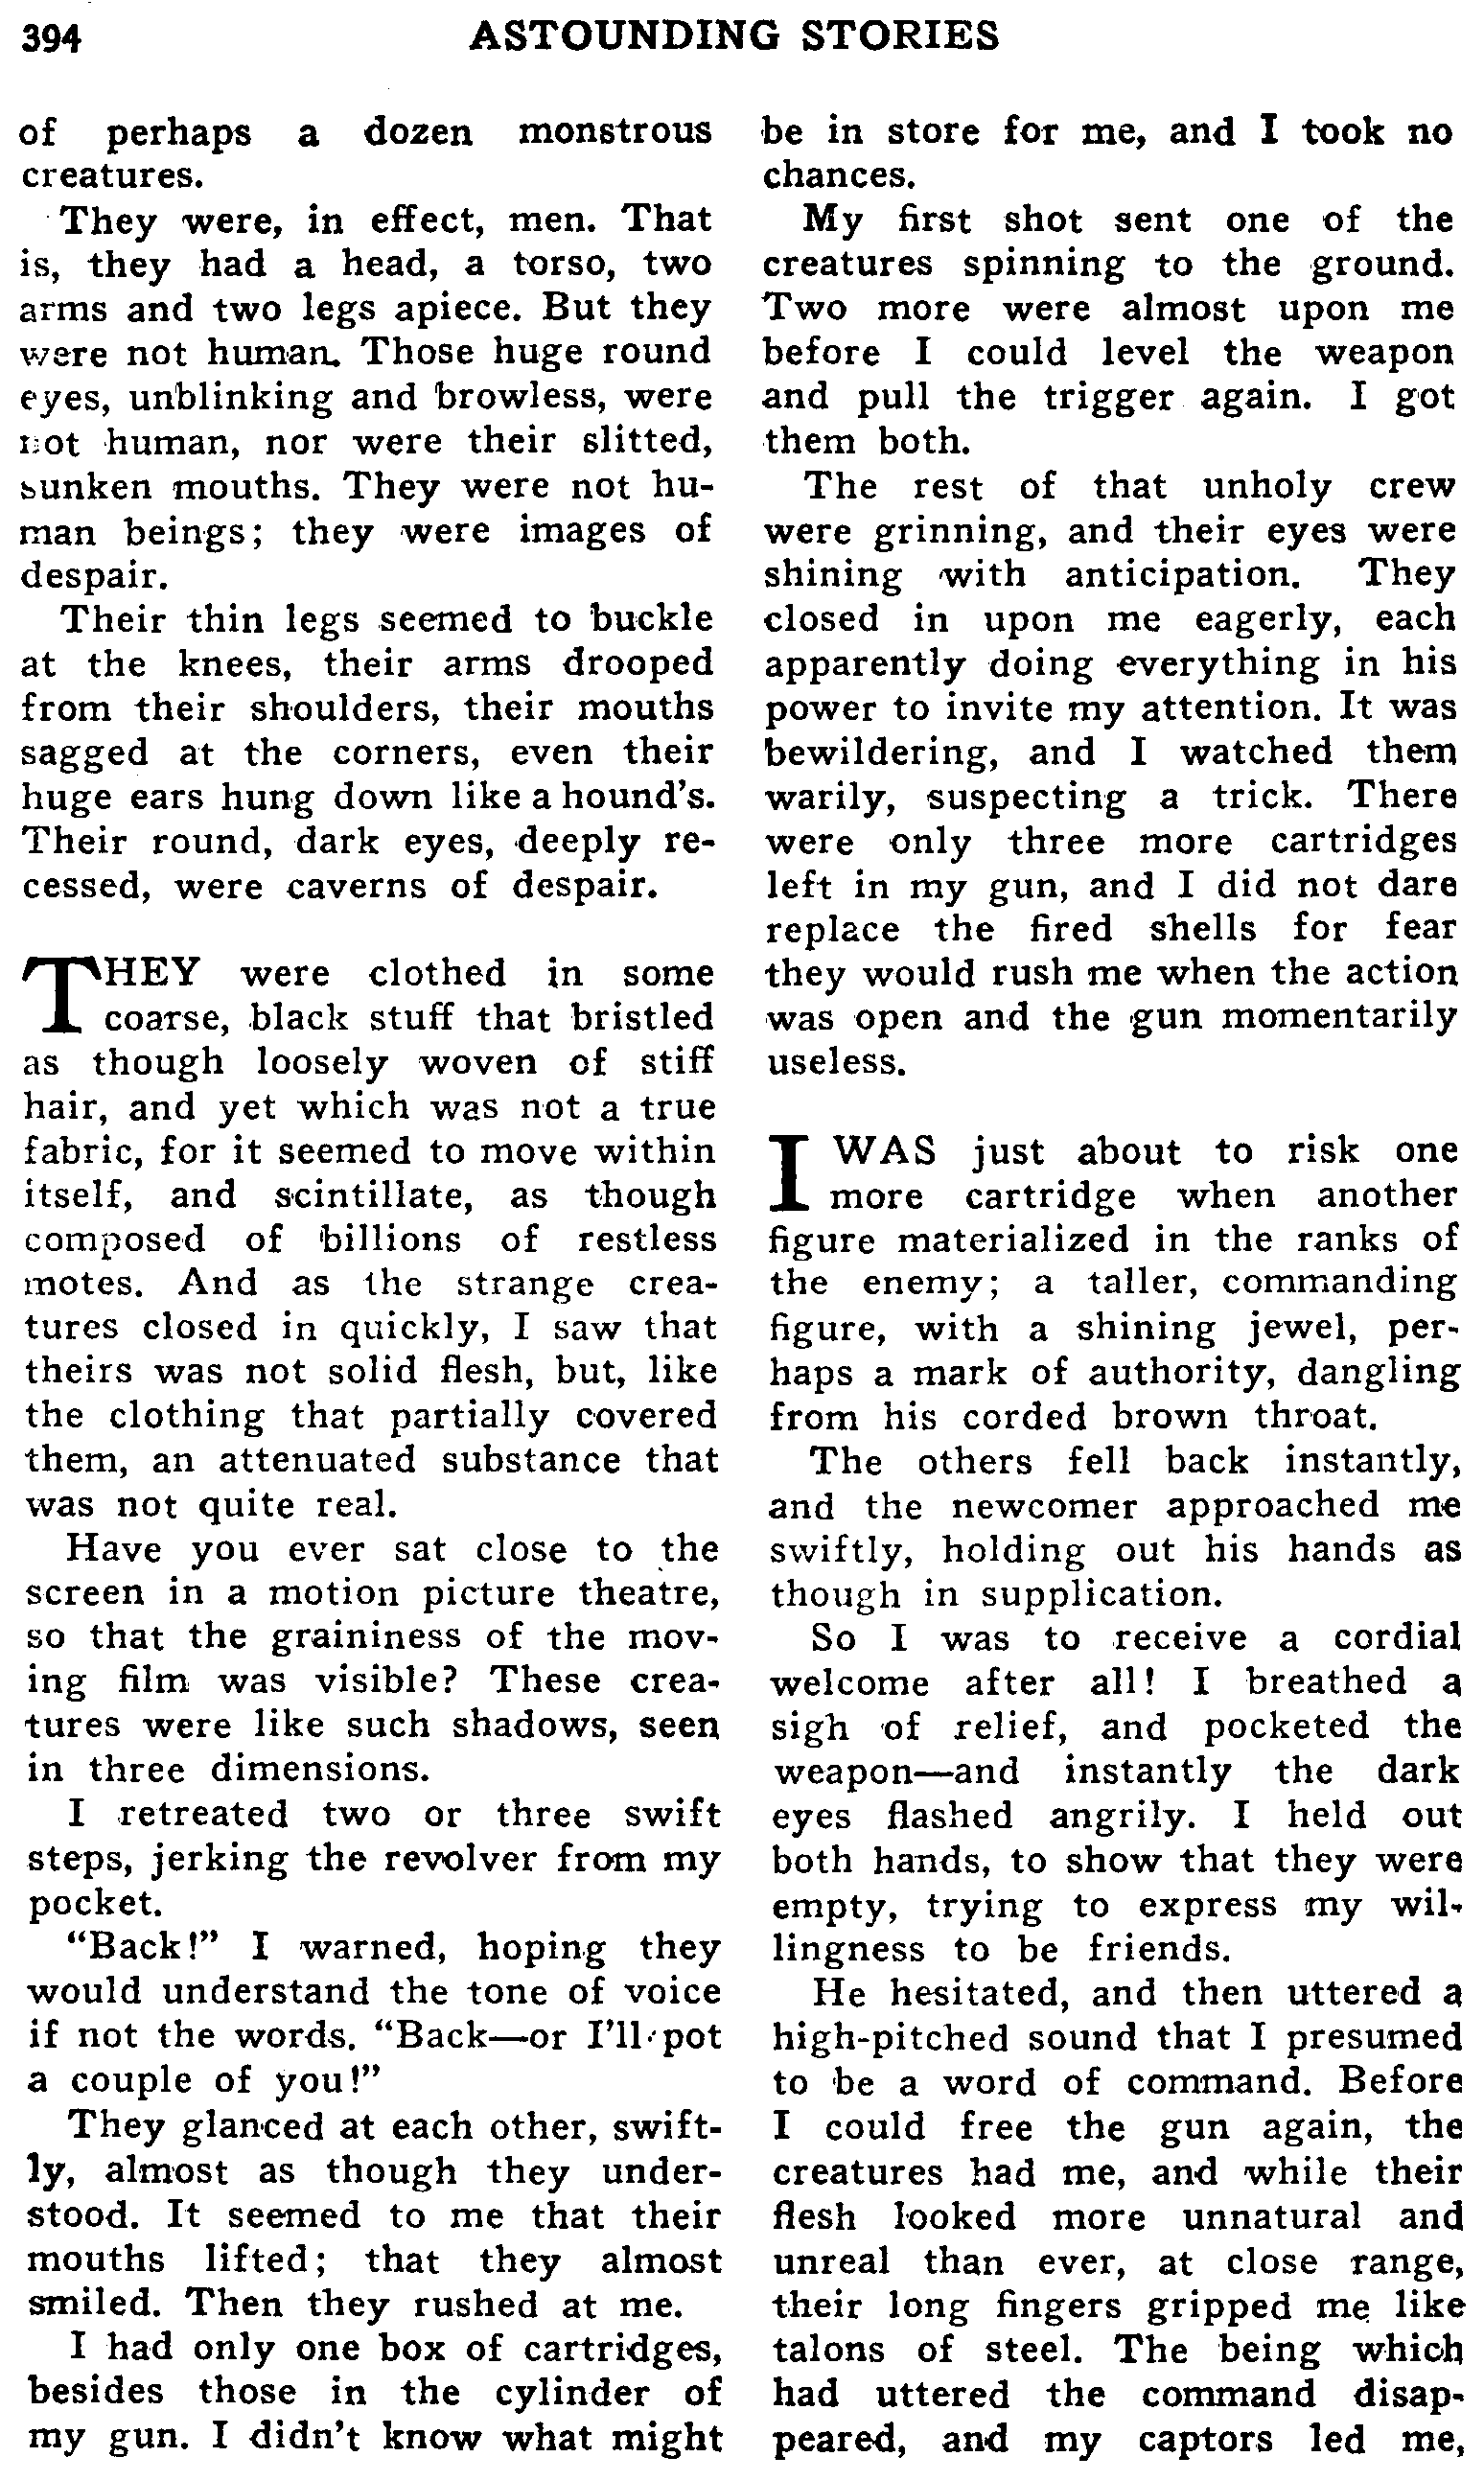 394 ASTOUNDING STORIES
of perhaps a dozen monstrous
creatures.
They were, in effect, men. That
is, they had a head, a torso, two
arms and two legs apiece. But they
were not human. Those huge round
eyes, unblinking and browless, were
not human, nor were their slitted,
sunken mouths. They were not hu-
man beings; they were images of
despair.
Their thin legs seemed to buckle
at the knees, their arms drooped
from their shoulders, their mouths
sagged at the corners, even their
huge ears hung down like a hound's.
Their round, dark eyes, deeply re-
cessed, were caverns of despair.
THEY were clothed in some
coarse, black stuff that bristled
as though loosely woven of stiff
hair, and yet which was not a true
fabric, for it seemed to move within
itself, and scintillate, as though
composed of billions of restless
motes. And as the strange crea-
tures closed in quickly, I saw that
theirs was not solid flesh, but, like
the clothing that partially covered
them, an attenuated substance that
was not quite real.
Have you ever sat close to the
screen in a motion picture theatre,
so that the graininess of the mov-
ing film was visible? These crea-
tures were like such shadows, seen
in three dimensions.
I retreated two or three swift
steps, jerking the revolver from my
pocket.
"Back!" I warned, hoping they
would understand the tone of voice
if not the words. "Back—or I'll pot
a couple of you!"
They glanced at each other, swift-
ly, almost as though they under-
stood. It seemed to me that their
mouths lifted; that they almost
smiled. Then they rushed at me.
I had only one box of cartridges,
besides those in the cylinder of
my gun. I didn't know what might
be in store for me, and I took no
chances.
My first shot sent one of the
creatures spinning to the ground.
Two more were almost upon me
before I could level the weapon
and pull the trigger again. I got
them both.
The rest of that unholy crew
were grinning, and their eyes were
shining with anticipation. They
closed in upon me eagerly, each
apparently doing everything in his
power to invite my attention. It was
bewildering, and I watched them
warily, suspecting a trick. There
were only three more cartridges
left in my gun, and I did not dare
replace the fired shells for fear
they would rush me when the action
was open and the gun momentarily
useless.
I WAS just about to risk one
more cartridge when another
figure materialized in the ranks of
the enemy; a taller, commanding
figure, with a shining jewel, per-
haps a mark of authority, dangling
from his corded brown throat.
The others fell back instantly,
and the newcomer approached me
swiftly, holding out his hands as
though in supplication.
So I was to receive a cordial
welcome after all! I breathed a
sigh of relief, and pocketed the
weapon—and instantly the dark
eyes flashed angrily. I held out
both hands, to show that they were
empty, trying to express my wil-
lingness to be friends.
He hesitated, and then uttered a
high-pitched sound that I presumed
to be a word of command. Before
I could free the gun again, the
creatures had me, and while their
flesh looked more unnatural and
unreal than ever, at close range,
their long fingers gripped me like
talons of steel. The being which
had uttered the command disap-
peared, and my captors led me,